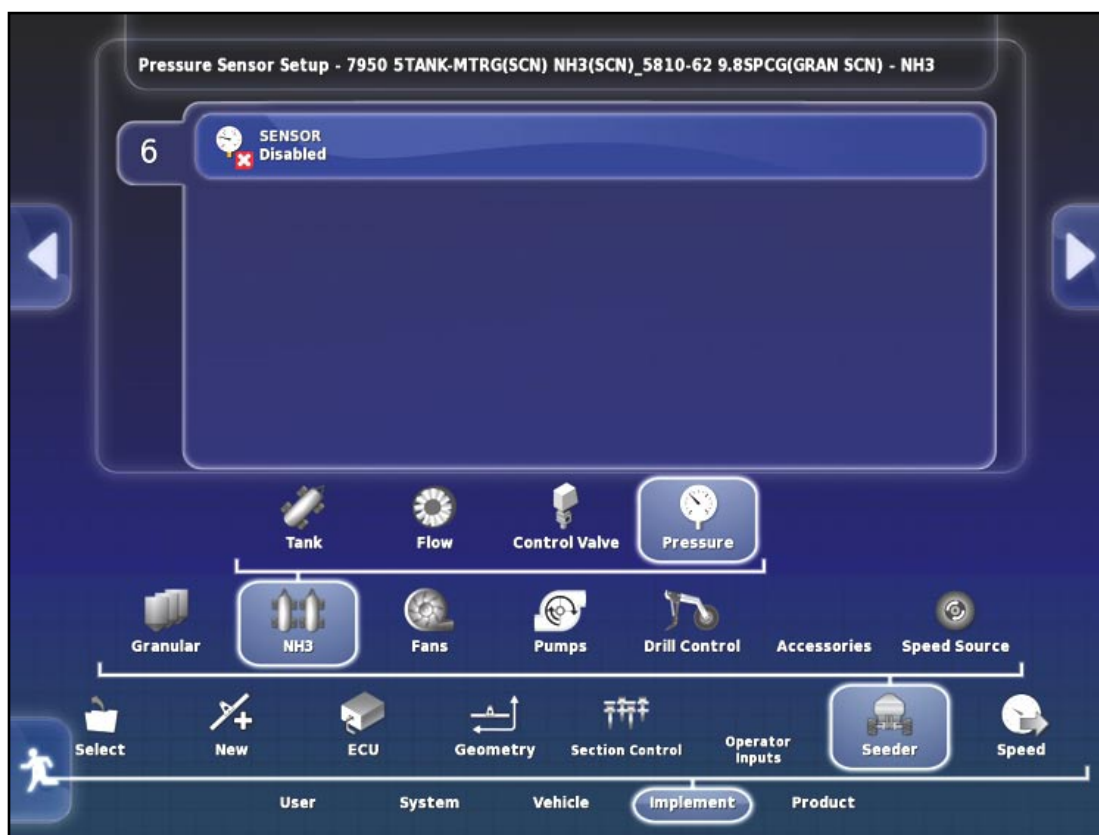 Pressure Sensor Setup - 7950 5TANK-MTRG(SCN) NH3(SCN)_5810-62 9.8SPCG(GRAN SCN) - NH3
6
SENSOR
Disabled
Tank Flow Control Valve Pressure
Granular NH3 Fans Pumps Drill Control Accessories Speed Source
Select New ECU Geometry Section Control Operator Inputs Seeder Speed
User System Vehicle Implement Product